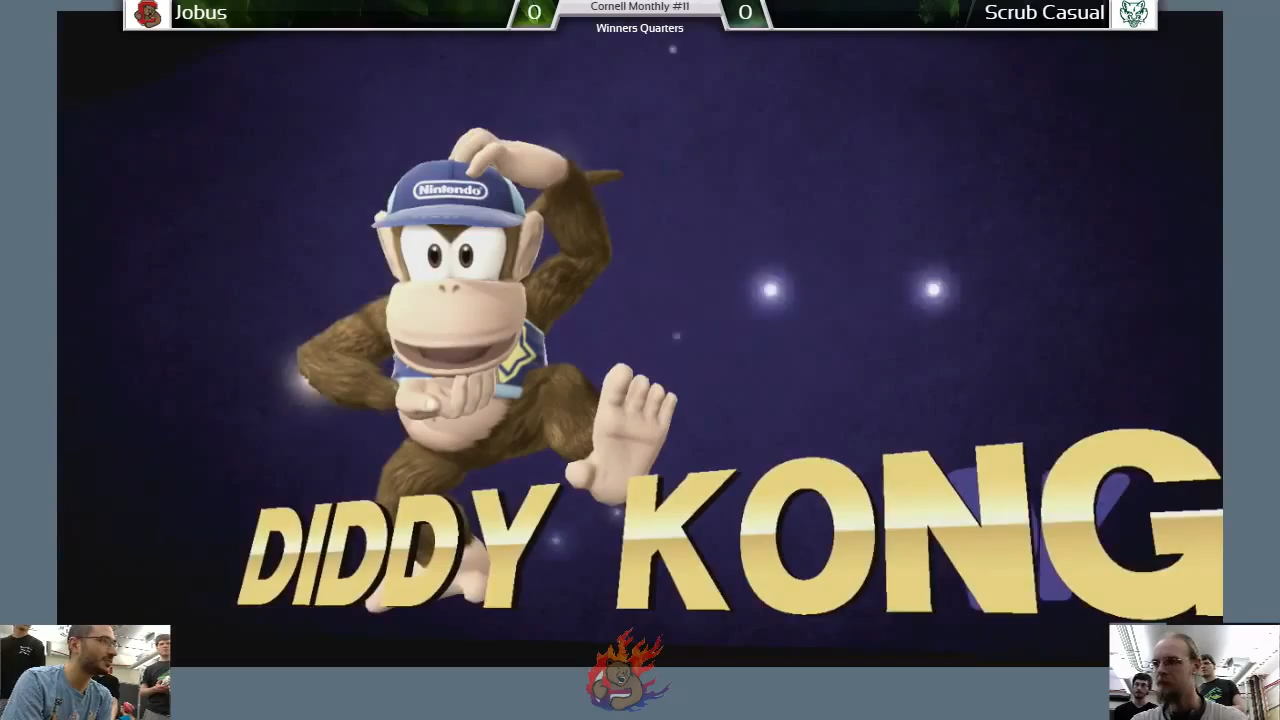 Jobus
0
Cornell Monthly #11
0
Scrub Casual
Winners Quarters
Nintendo
DIDDY KONG